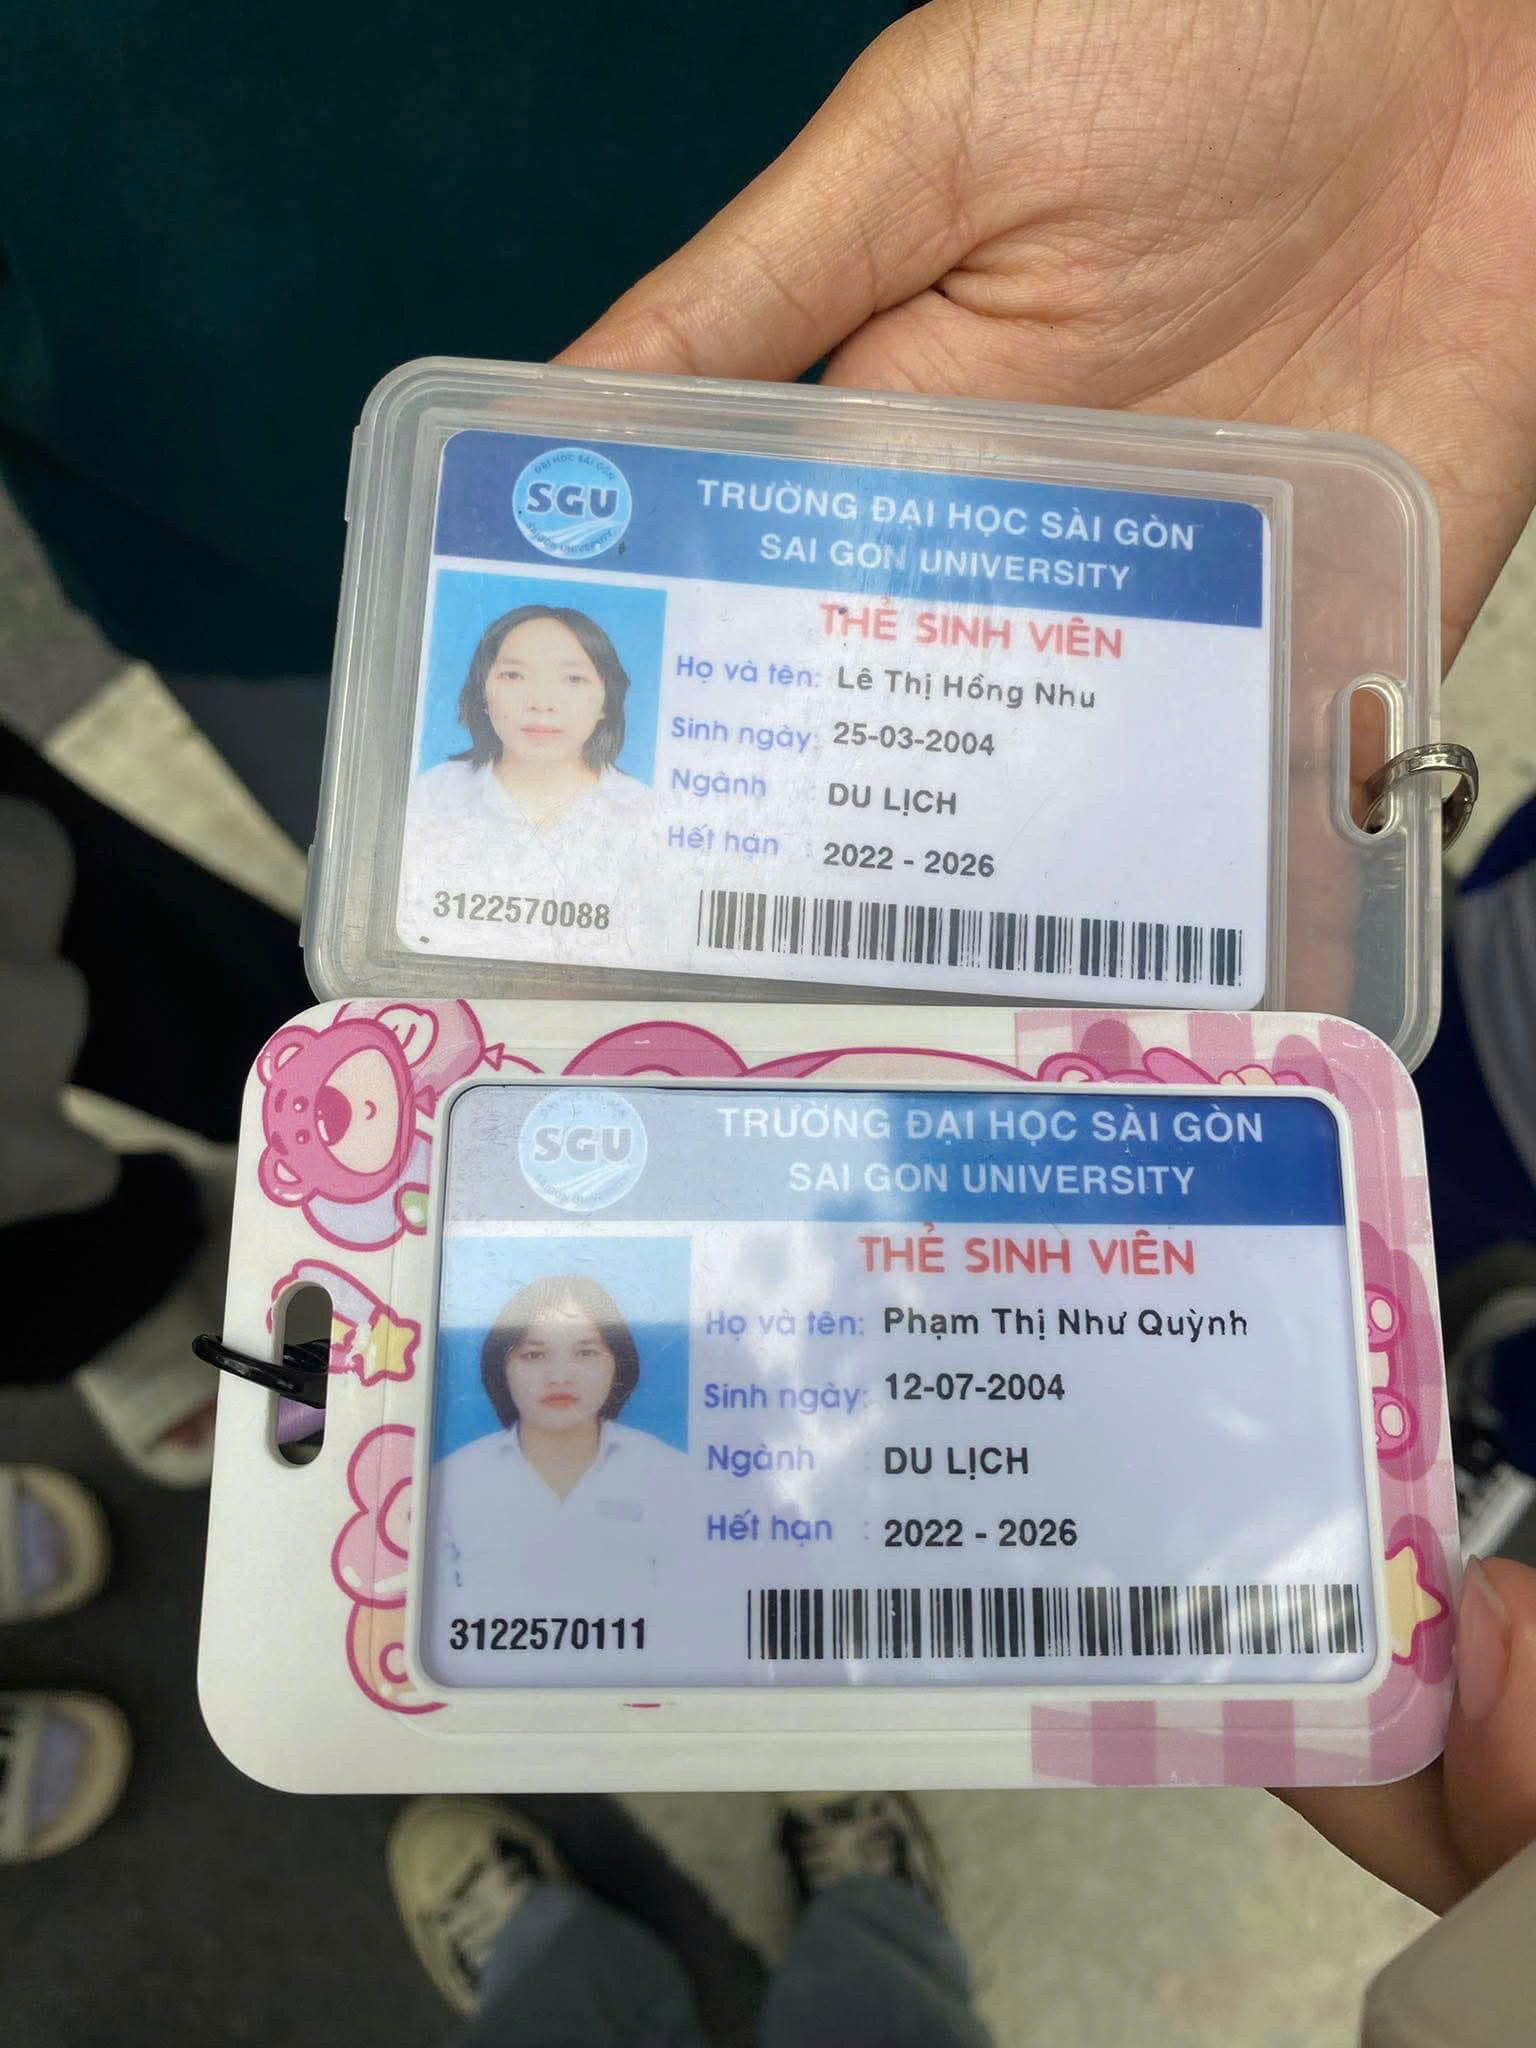 ĐẠI HỌC SÀI GÒN
SGU
SAIGON UNIVERSITY
TRƯỜNG ĐẠI HỌC SÀI GÒN
SAI GON UNIVERSITY
THẺ SINH VIÊN
Họ và tên: Lê Thị Hồng Nhu
Sinh ngày: 25-03-2004
Ngành : DU LỊCH
Hết hạn : 2022 - 2026
3122570088
SGU
TRƯỜNG ĐẠI HỌC SÀI GÒN
SAI GON UNIVERSITY
THẺ SINH VIÊN
Họ và tên: Phạm Thị Như Quỳnh
Sinh ngày: 12-07-2004
Ngành : DU LỊCH
Hết hạn : 2022 - 2026
3122570111